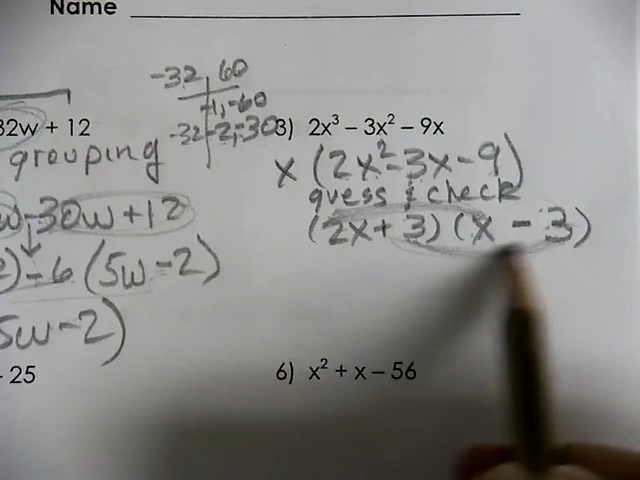 Name
-32 | 60
-1, -60
-32 | -2, -30
32w + 12
grouping
-30w+12
-6(5w-2)
5w-2)
- 25
3) 2x³ – 3x² – 9x
x(2x²-3x-9)
guess & check
(2x+3)(x-3)
6) x² + x – 56